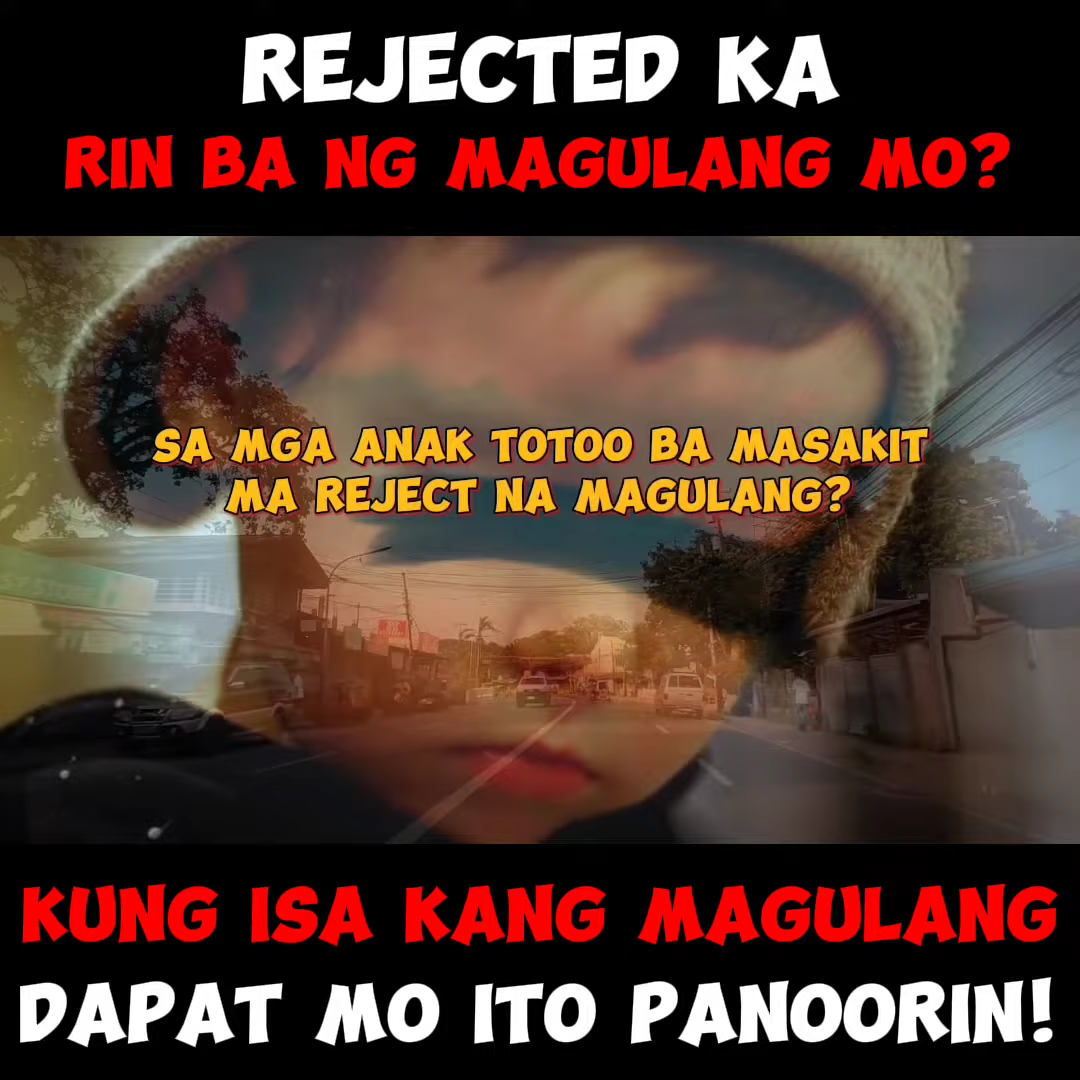 REJECTED KA
RIN BA NG MAGULANG MO?
SA MGA ANAK TOTOO BA MASAKIT
MA REJECT NA MAGULANG?
KUNG ISA KANG MAGULANG
DAPAT MO ITO PANOORIN!